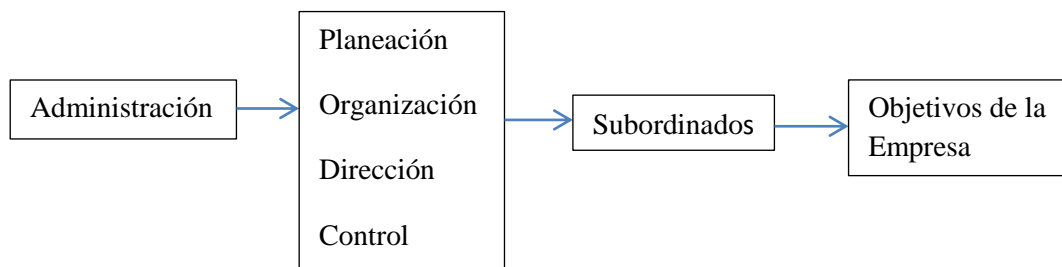 Administración
Planeación
Organización
Dirección
Control
Subordinados
Objetivos de la
Empresa